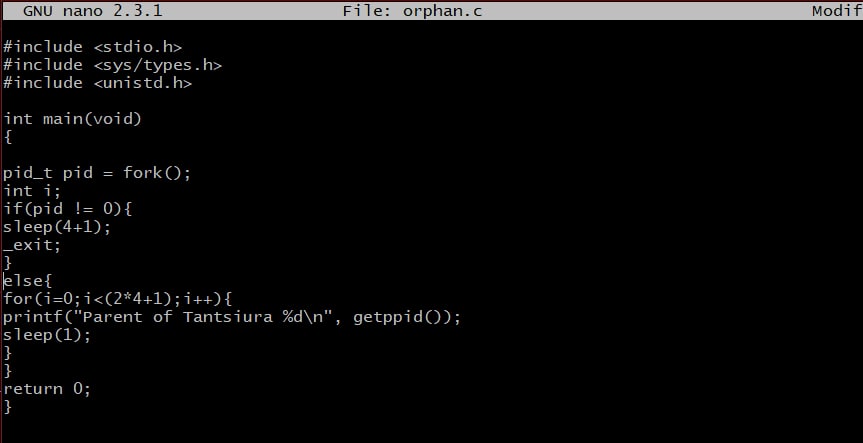 GNU nano 2.3.1 File: orphan.c Modif
#include <stdio.h>
#include <sys/types.h>
#include <unistd.h>
int main(void)
{
pid_t pid = fork();
int i;
if(pid != 0){
sleep(4+1);
_exit;
}
else{
for(i=0;i<(2*4+1);i++){
printf("Parent of Tantsiura %d\n", getppid());
sleep(1);
}
}
return 0;
}